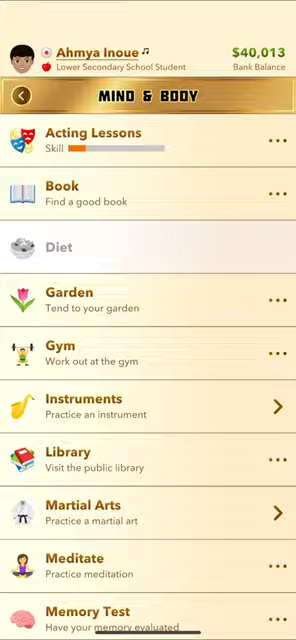 Ahmya Inoue
$40,013
Lower Secondary School Student
Bank Balance
MIND & BODY
Acting Lessons
Skill
Book
Find a good book
Diet
Garden
Tend to your garden
Gym
Work out at the gym
Instruments
Practice an instrument
Library
Visit the public library
Martial Arts
Practice a martial art
Meditate
Practice meditation
Memory Test
Have your memory evaluated